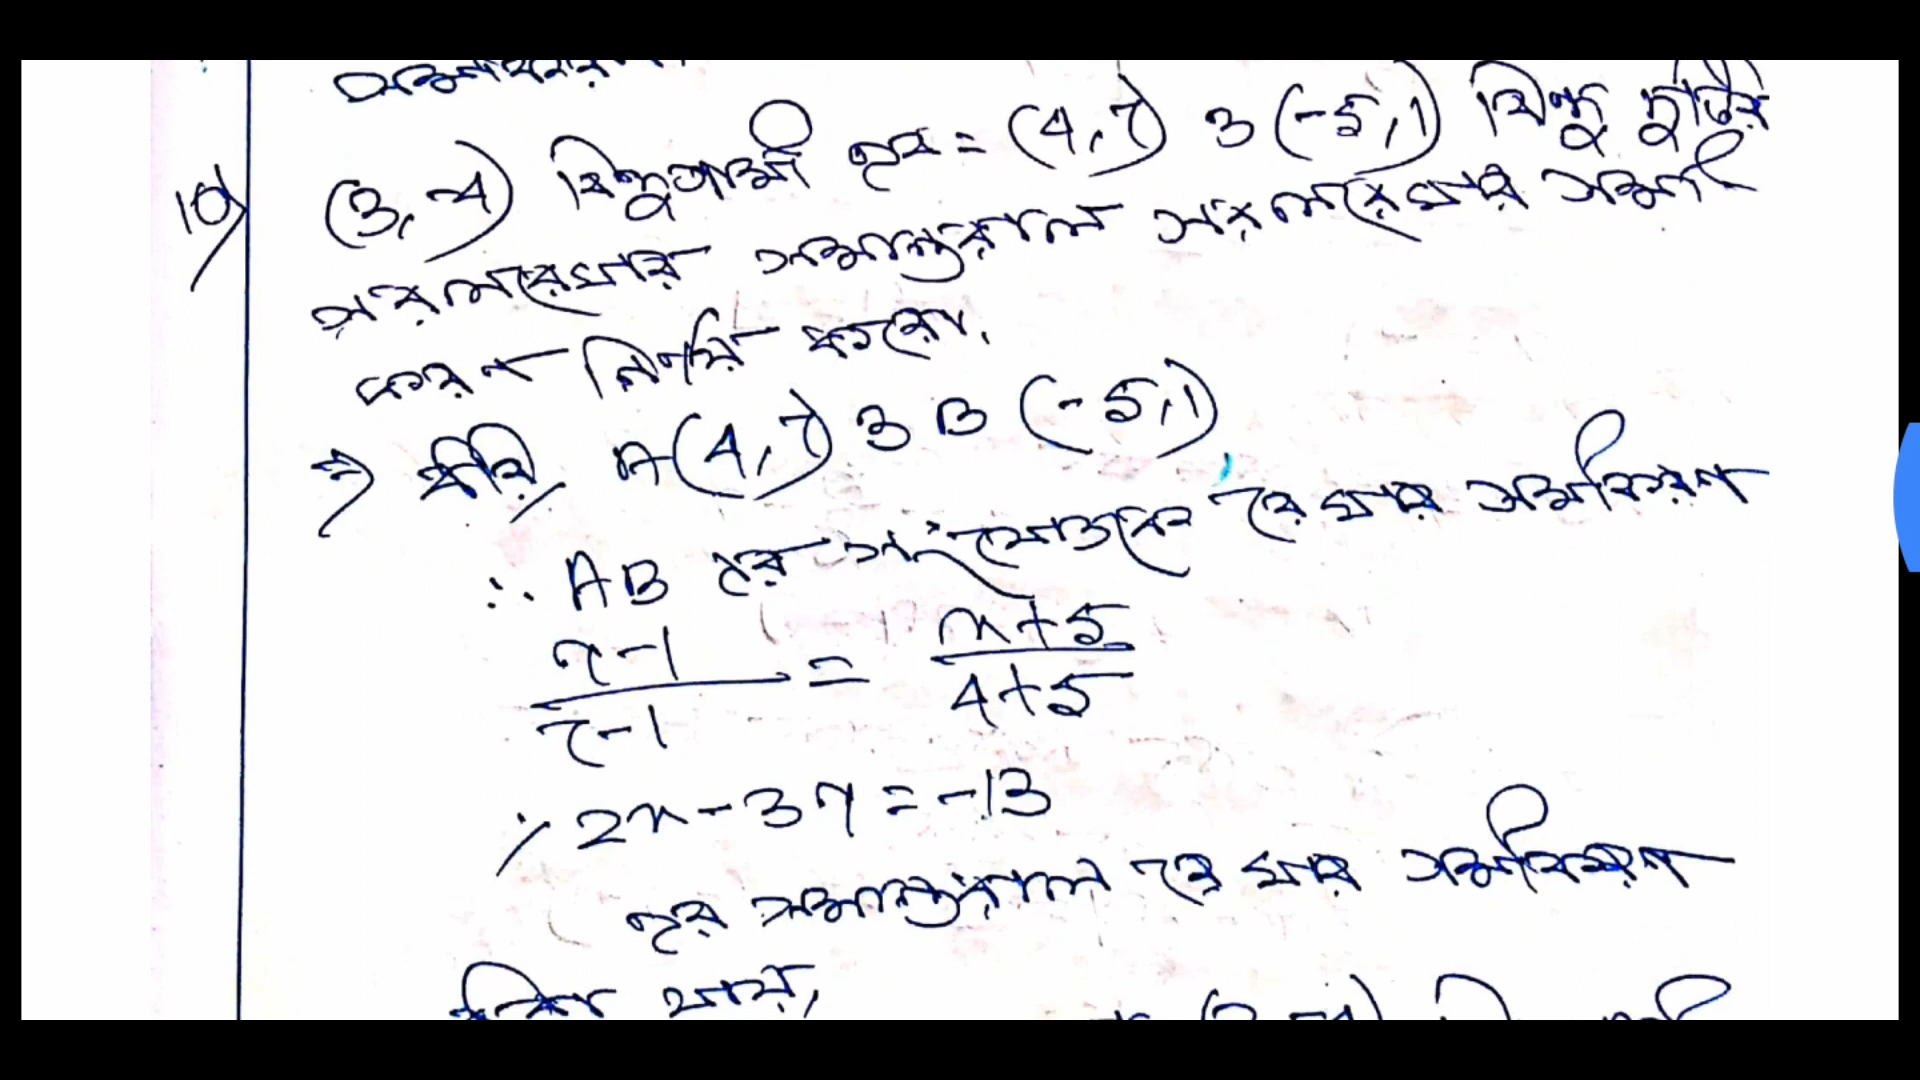 10) (3, -4) বিন্দুগামী এবং (4, 7) ও (-5, 1) বিন্দু দুটির
সরলরেখার সমান্তরাল সরলরেখার সমী
করণ নির্ণয় করো।
⇒ ধরি, A(4, 7) ও B (-5, 1)
∴ AB এর সংযোজক রেখার সমীকরণ
y-1 / 7-1 = x+5 / 4+5
∴ 2x - 3y = -13
এর সমান্তরাল রেখার সমীকরণ
যায়,